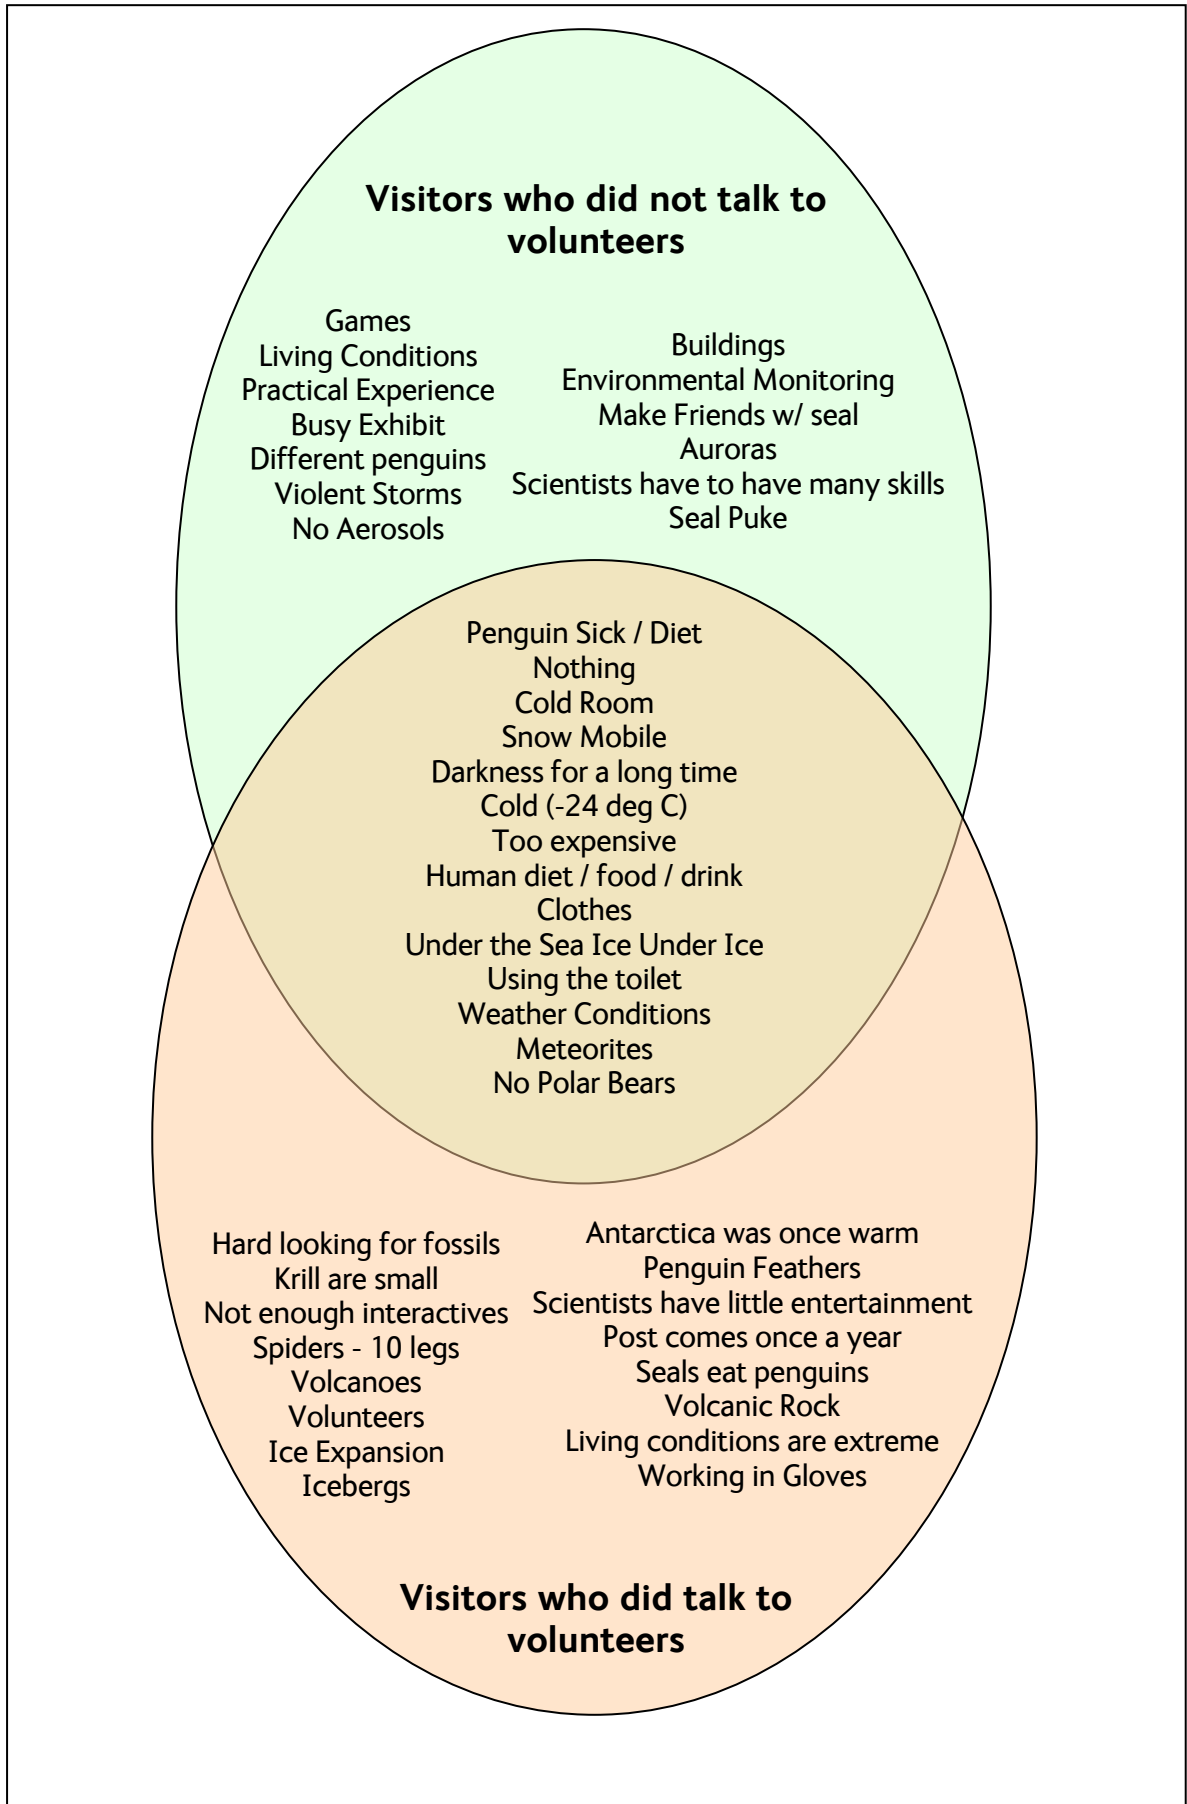 Visitors who did not talk to
volunteers
Games
Living Conditions
Practical Experience
Busy Exhibit
Different penguins
Violent Storms
No Aerosols
Buildings
Environmental Monitoring
Make Friends w/ seal
Auroras
Scientists have to have many skills
Seal Puke
Penguin Sick / Diet
Nothing
Cold Room
Snow Mobile
Darkness for a long time
Cold (-24 deg C)
Too expensive
Human diet / food / drink
Clothes
Under the Sea Ice Under Ice
Using the toilet
Weather Conditions
Meteorites
No Polar Bears
Hard looking for fossils
Krill are small
Not enough interactives
Spiders - 10 legs
Volcanoes
Volunteers
Ice Expansion
Icebergs
Antarctica was once warm
Penguin Feathers
Scientists have little entertainment
Post comes once a year
Seals eat penguins
Volcanic Rock
Living conditions are extreme
Working in Gloves
Visitors who did talk to
volunteers